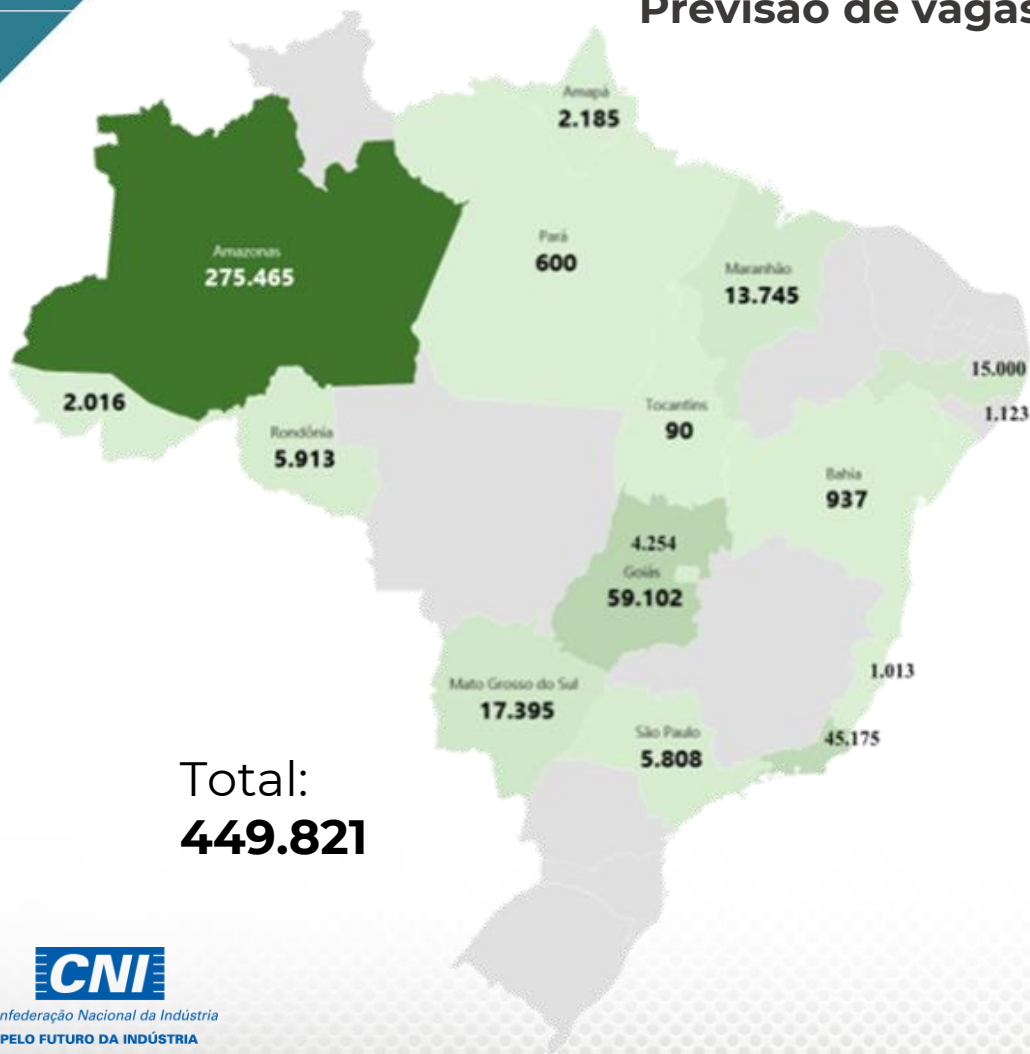 Previsão de vagas
Amapá
2.185
Amazonas
275.465
Pará
600
Maranhão
13.745
15.000
2.016
1.123
Tocantins
90
Rondônia
5.913
Bahia
937
4.254
Goiás
59.102
1.013
Mato Grosso do Sul
17.395
São Paulo
5.808
45.175
Total:
449.821
CNI
nfederação Nacional da Indústria
PELO FUTURO DA INDÚSTRIA